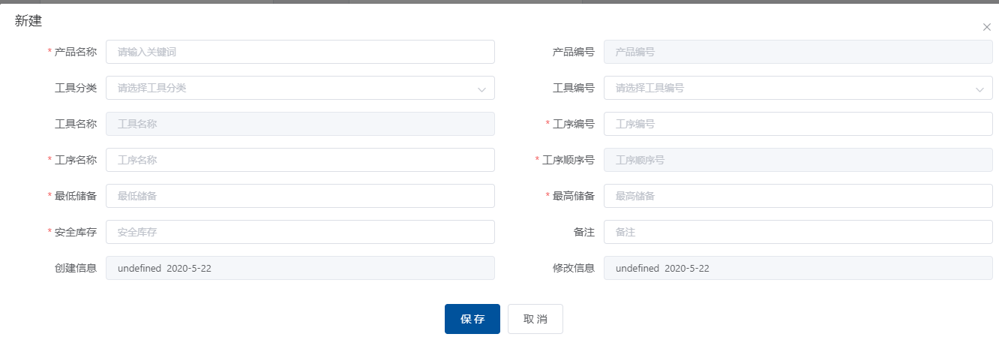 新建
* 产品名称 请输入关键词 产品编号 产品编号
工具分类 请选择工具分类 工具编号 请选择工具编号
工具名称 工具名称 * 工序编号 工序编号
* 工序名称 工序名称 * 工序顺序号 工序顺序号
* 最低储备 最低储备 * 最高储备 最高储备
* 安全库存 安全库存 备注 备注
创建信息 undefined 2020-5-22 修改信息 undefined 2020-5-22
保存 取消